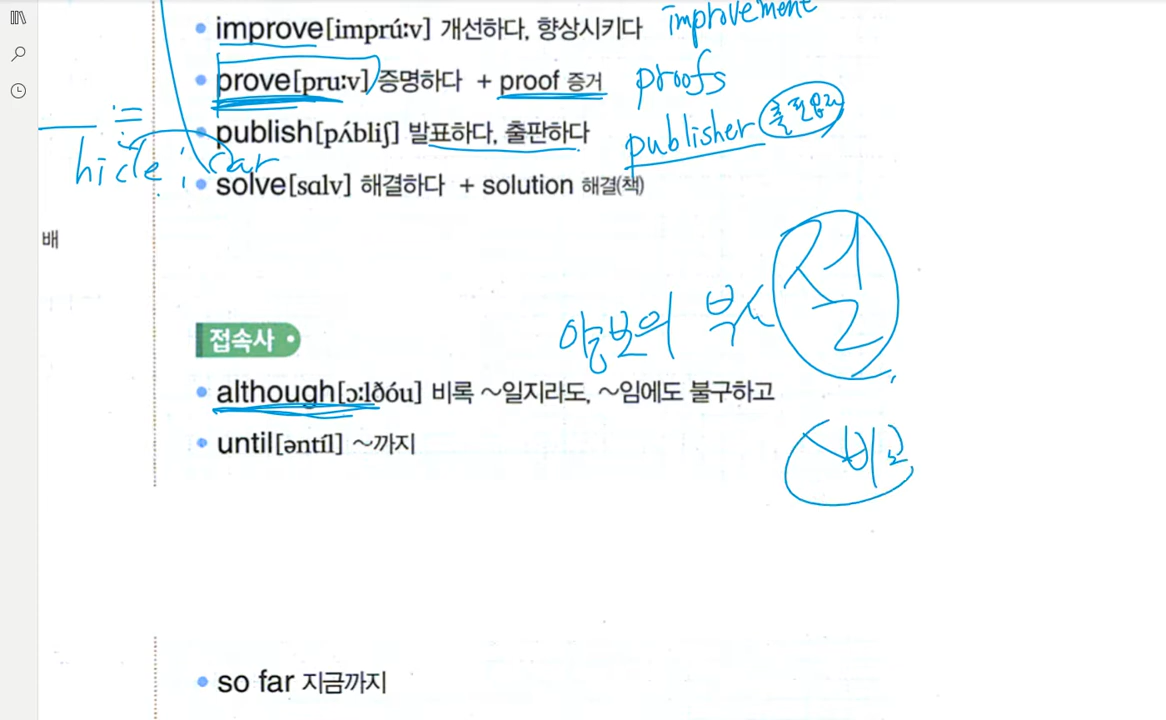 improve[imprúːv] 개선하다, 향상시키다 improvement
prove[pruːv] 증명하다 + proof 증거 proofs
publish[pʌ́bliʃ] 발표하다, 출판하다 publisher 출판업자
hicle : car
solve[sɑlv] 해결하다 + solution 해결(책)
배
양보의 부사절
접속사
although[ɔːlðóu] 비록 ~일지라도, ~임에도 불구하고
until[əntíl] ~까지
so far 지금까지